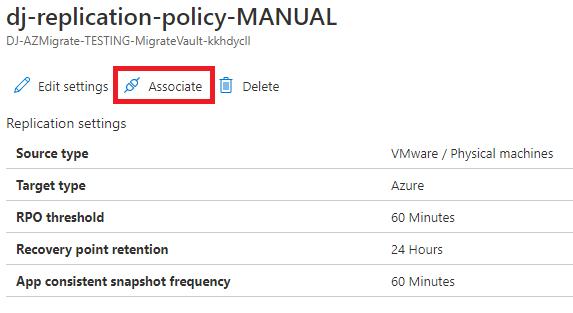 dj-replication-policy-MANUAL
DJ-AZMigrate-TESTING-MigrateVault-kkhdycll
Edit settings Associate Delete
Replication settings
Source type VMware / Physical machines
Target type Azure
RPO threshold 60 Minutes
Recovery point retention 24 Hours
App consistent snapshot frequency 60 Minutes